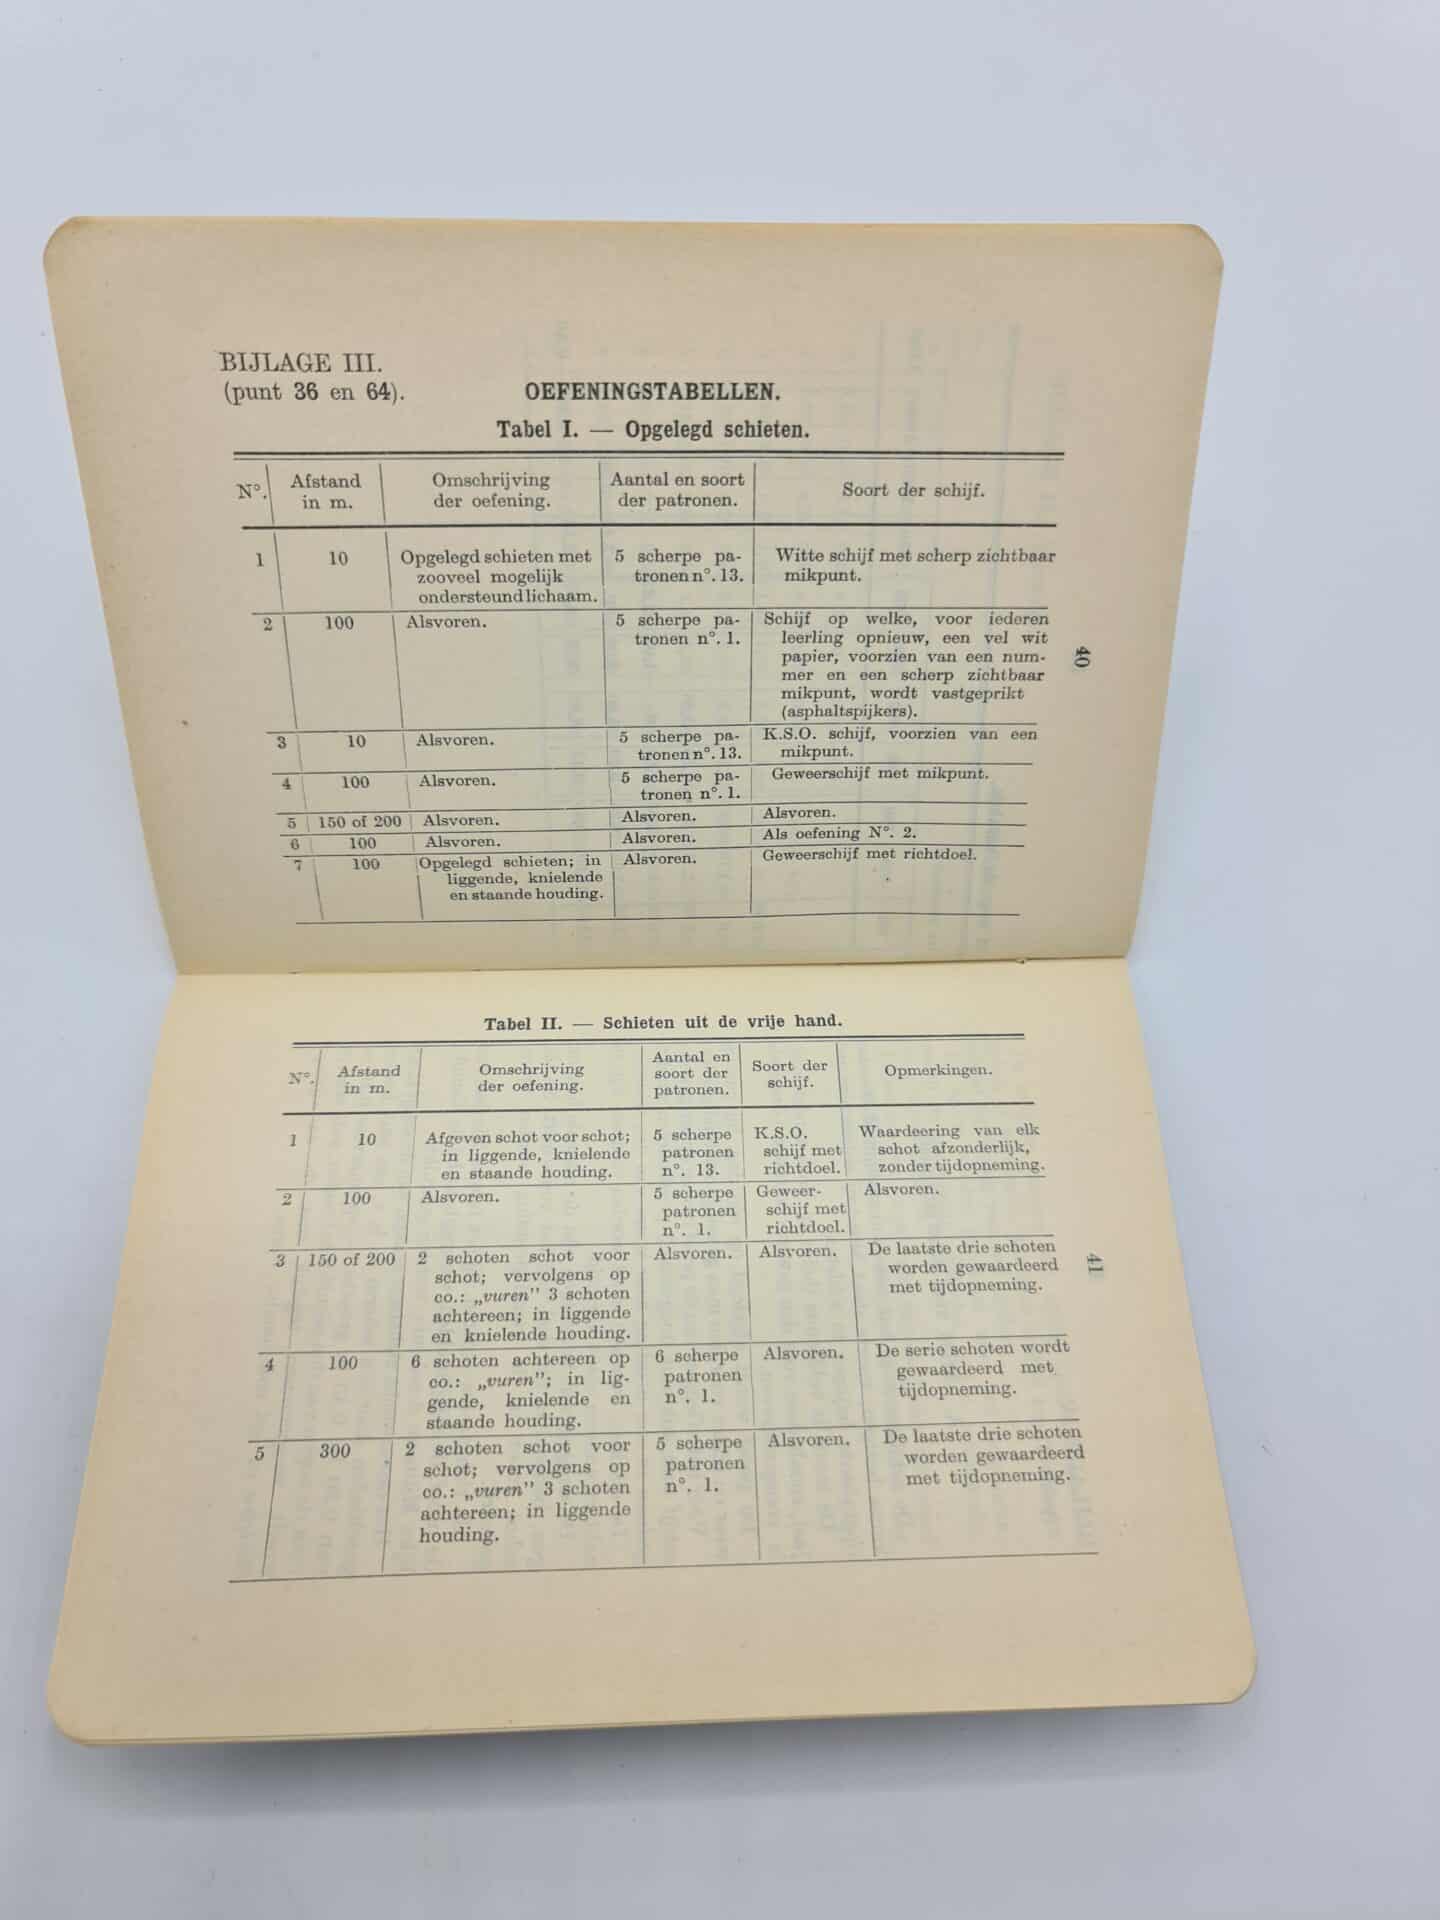 BIJLAGE III.
(punt 36 en 64).
OEFENINGSTABELLEN.
Tabel I. — Opgelegd schieten.
N°.
Afstand
in m.
Omschrijving
der oefening.
Aantal en soort
der patronen.
Soort der schijf.
1
10
Opgelegd schieten met
zooveel mogelijk
ondersteund lichaam.
5 scherpe pa-
tronen n°. 13.
Witte schijf met scherp zichtbaar
mikpunt.
2
100
Alsvoren.
5 scherpe pa-
tronen n°. 1.
Schijf op welke, voor iederen
leerling opnieuw, een vel wit
papier, voorzien van een num-
mer en een scherp zichtbaar
mikpunt, wordt vastgeprikt
(asphaltspijkers).
3
10
Alsvoren.
5 scherpe pa-
tronen n°. 13.
K.S.O. schijf, voorzien van een
mikpunt.
4
100
Alsvoren.
5 scherpe pa-
tronen n°. 1.
Geweerschijf met mikpunt.
5
150 of 200
Alsvoren.
Alsvoren.
Alsvoren.
6
100
Alsvoren.
Alsvoren.
Als oefening N°. 2.
7
100
Opgelegd schieten; in
liggende, knielende
en staande houding.
Alsvoren.
Geweerschijf met richtdoel.
40
Tabel II. — Schieten uit de vrije hand.
N°.
Afstand
in m.
Omschrijving
der oefening.
Aantal en
soort der
patronen.
Soort der
schijf.
Opmerkingen.
1
10
Afgeven schot voor schot;
in liggende, knielende
en staande houding.
5 scherpe
patronen
n°. 13.
K.S.O.
schijf met
richtdoel.
Waardeering van elk
schot afzonderlijk,
zonder tijdopneming.
2
100
Alsvoren.
5 scherpe
patronen
n°. 1.
Geweer-
schijf met
richtdoel.
Alsvoren.
3
150 of 200
2 schoten schot voor
schot; vervolgens op
co.: „vuren" 3 schoten
achtereen; in liggende
en knielende houding.
Alsvoren.
Alsvoren.
De laatste drie schoten
worden gewaardeerd
met tijdopneming.
4
100
6 schoten achtereen op
co.: „vuren"; in lig-
gende, knielende en
staande houding.
6 scherpe
patronen
n°. 1.
Alsvoren.
De serie schoten wordt
gewaardeerd met
tijdopneming.
5
300
2 schoten schot voor
schot; vervolgens op
co.: „vuren" 3 schoten
achtereen; in liggende
houding.
5 scherpe
patronen
n°. 1.
Alsvoren.
De laatste drie schoten
worden gewaardeerd
met tijdopneming.
41